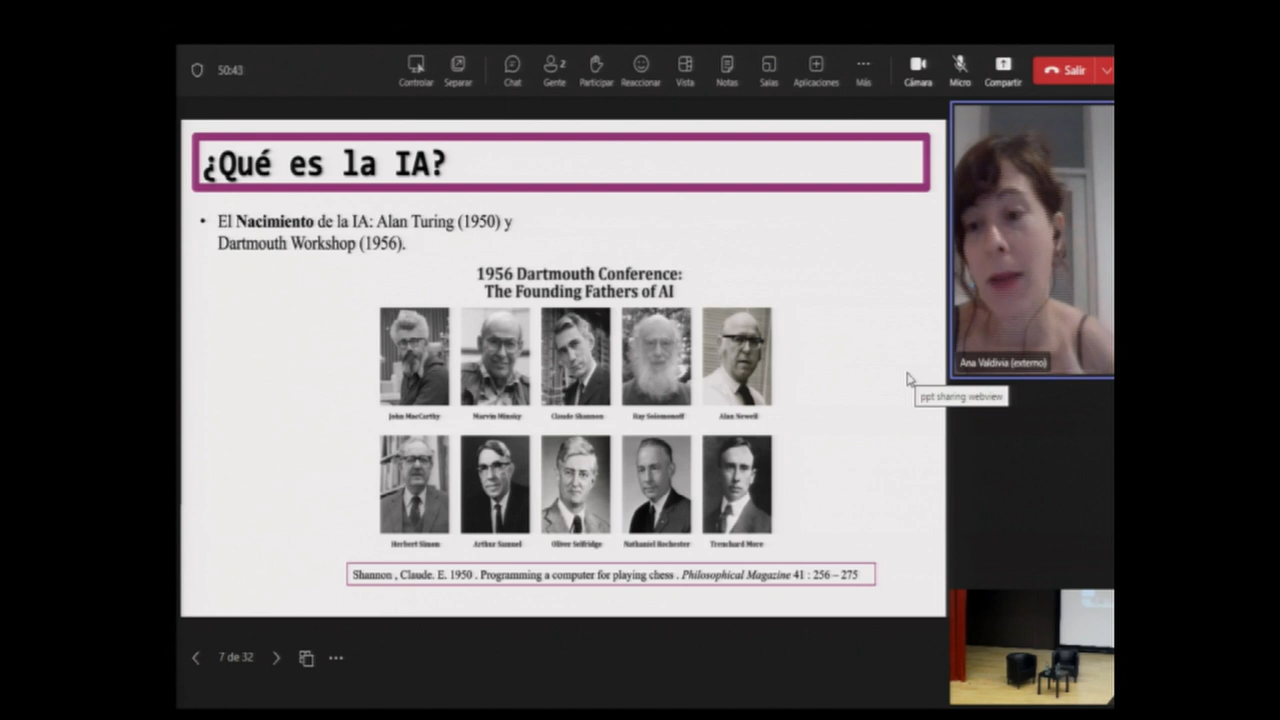 50:43
Controlar
Separar
Chat
2
Gente
Participar
Reaccionar
Vista
Notas
Salas
Aplicaciones
Más
Cámara
Micro
Compartir
Salir
¿Qué es la IA?
• El Nacimiento de la IA: Alan Turing (1950) y
Dartmouth Workshop (1956).
1956 Dartmouth Conference:
The Founding Fathers of AI
John MacCarthy
Marvin Minsky
Claude Shannon
Ray Solomonoff
Alan Newell
Herbert Simon
Arthur Samuel
Oliver Selfridge
Nathaniel Rochester
Trenchard More
Shannon , Claude. E. 1950 . Programming a computer for playing chess . Philosophical Magazine 41 : 256 – 275
Ana Valdivia (externo)
ppt sharing webview
7 de 32